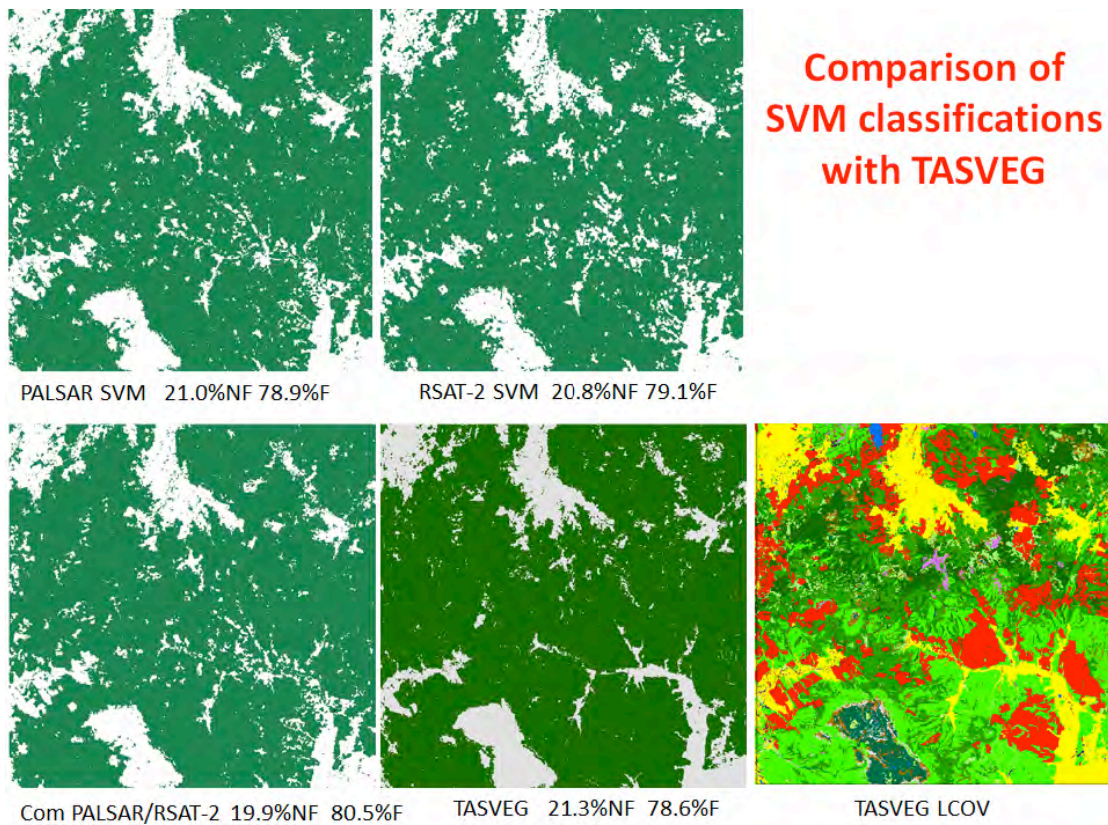 Comparison of
SVM classifications
with TASVEG
PALSAR SVM 21.0%NF 78.9%F
RSAT-2 SVM 20.8%NF 79.1%F
Com PALSAR/RSAT-2 19.9%NF 80.5%F
TASVEG 21.3%NF 78.6%F
TASVEG LCOV